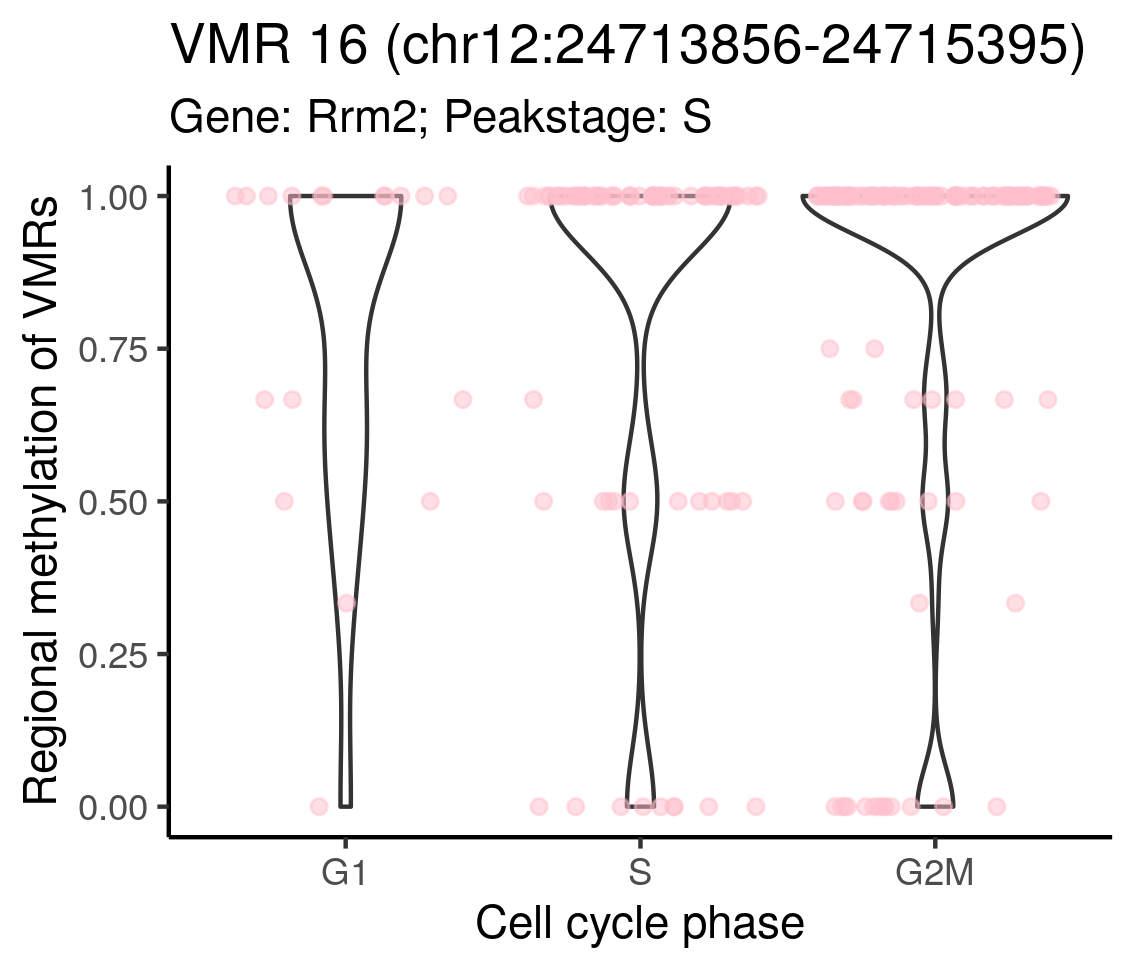 VMR 16 (chr12:24713856-24715395)
Gene: Rrm2; Peakstage: S
Regional methylation of VMRs
1.00
0.75
0.50
0.25
0.00
G1 S G2M
Cell cycle phase